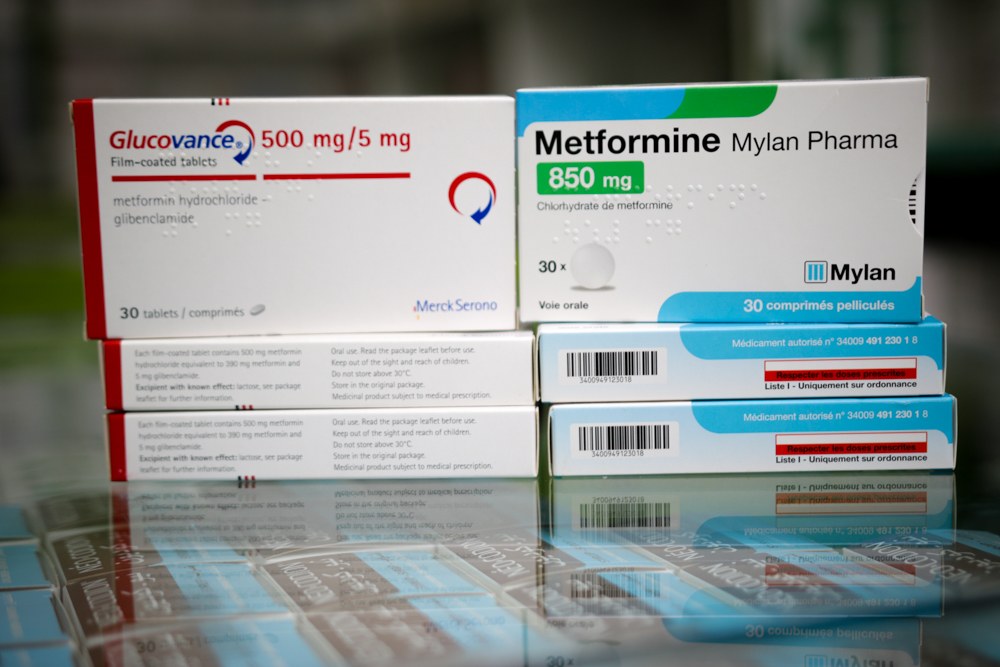 Glucovance® 500 mg/5 mg
Film-coated tablets
metformin hydrochloride –
glibenclamide
30 tablets / comprimés
MerckSerono
Metformine Mylan Pharma
850 mg
Chlorhydrate de metformine
30 x
Mylan
Voie orale
30 comprimés pelliculés
Each film-coated tablet contains 500 mg metformin
hydrochloride equivalent to 390 mg metformin and
5 mg glibenclamide.
Excipient with known effect: lactose, see package
leaflet for further information.
Oral use. Read the package leaflet before use.
Keep out of the sight and reach of children.
Do not store above 30°C.
Store in the original package.
Medicinal product subject to medical prescription.
Médicament autorisé n° 34009 491 230 1 8
3400949123018
Respecter les doses prescrites
Liste I - Uniquement sur ordonnance
Each film-coated tablet contains 500 mg metformin
hydrochloride equivalent to 390 mg metformin and
5 mg glibenclamide.
Excipient with known effect: lactose, see package
leaflet for further information.
Oral use. Read the package leaflet before use.
Keep out of the sight and reach of children.
Do not store above 30°C.
Store in the original package.
Medicinal product subject to medical prescription.
Médicament autorisé n° 34009 491 230 1 8
3400949123018
Respecter les doses prescrites
Liste I - Uniquement sur ordonnance